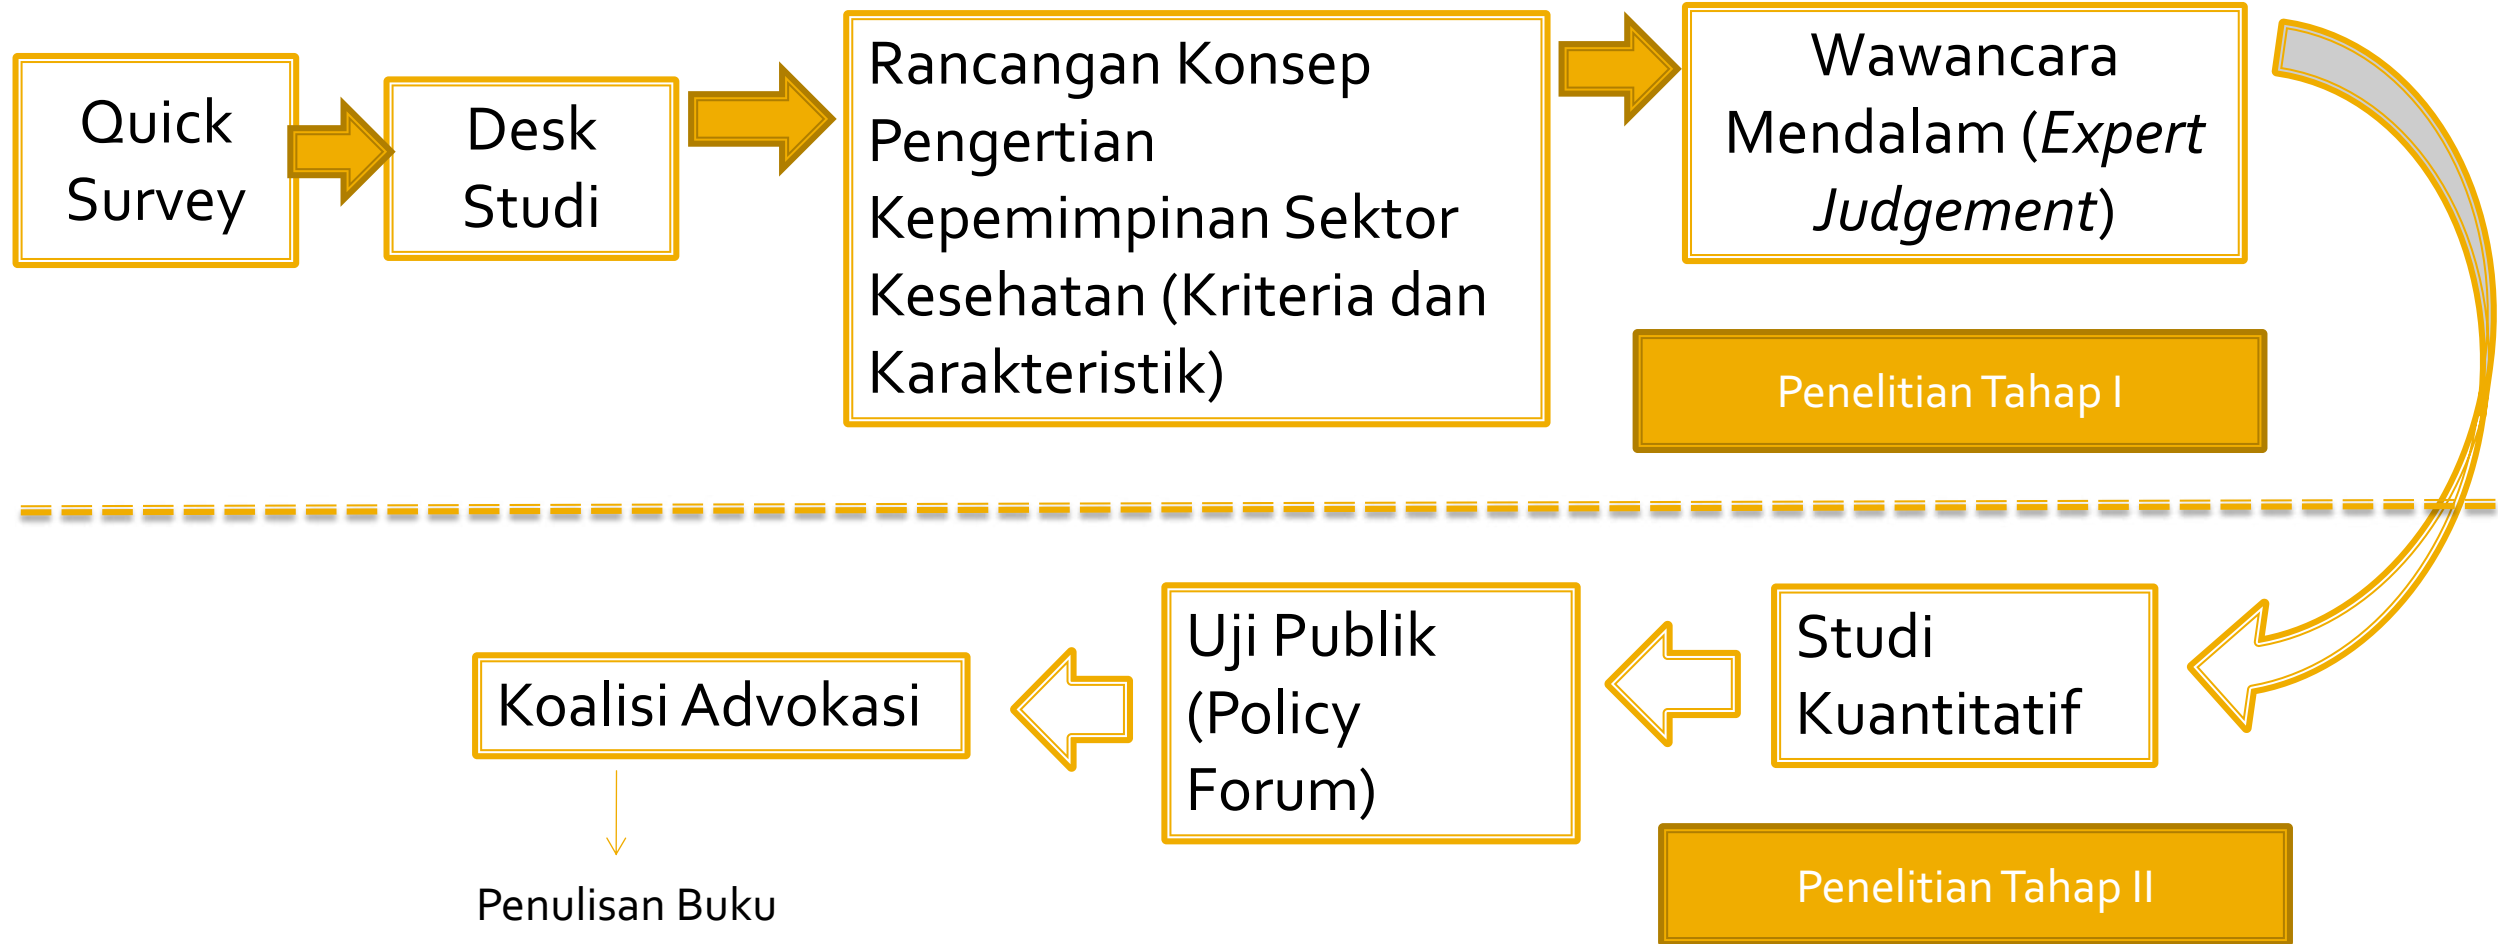 Quick
Survey
Desk
Studi
Rancangan Konsep
Pengertian
Kepemimpinan Sektor
Kesehatan (Kriteria dan
Karakteristik)
Wawancara
Mendalam (Expert
Judgement)
Penelitian Tahap I
Studi
Kuantitatif
Uji Publik
(Policy
Forum)
Koalisi Advokasi
Penulisan Buku
Penelitian Tahap II